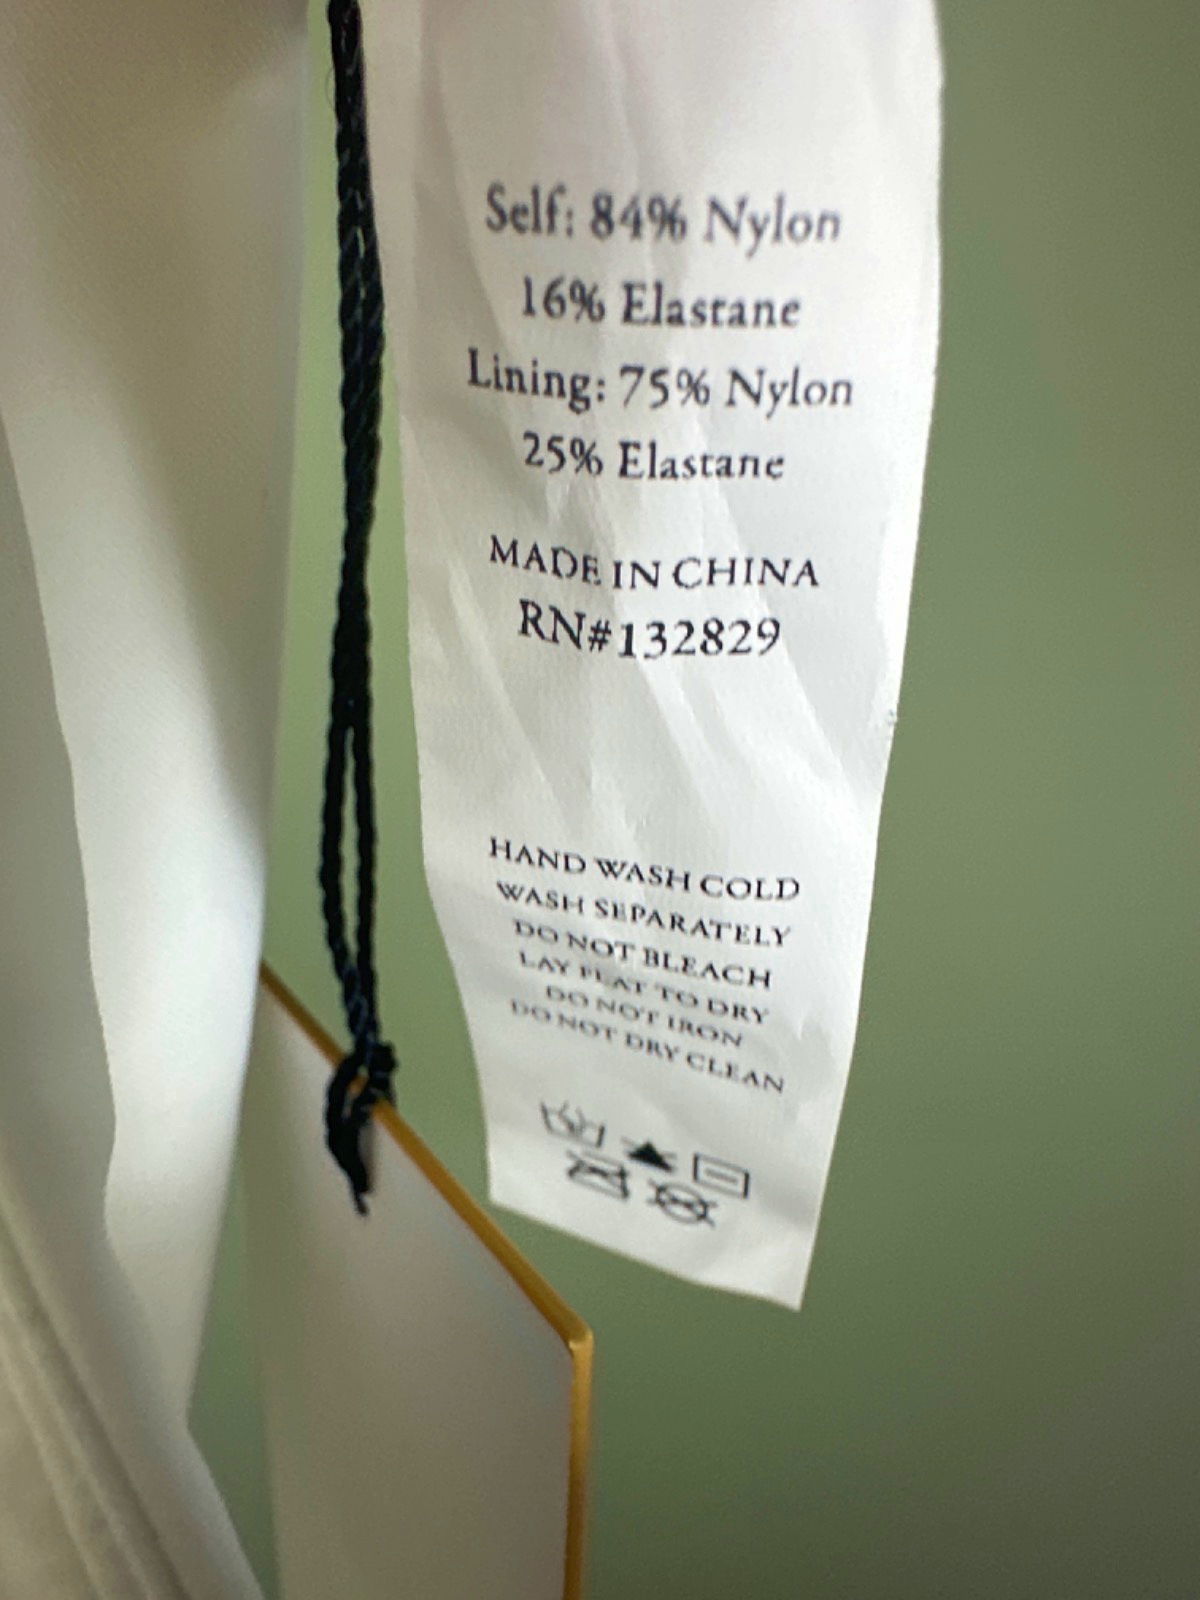 Self: 84% Nylon
16% Elastane
Lining: 75% Nylon
25% Elastane
MADE IN CHINA
RN#132829
HAND WASH COLD
WASH SEPARATELY
DO NOT BLEACH
LAY FLAT TO DRY
DO NOT IRON
DO NOT DRY CLEAN